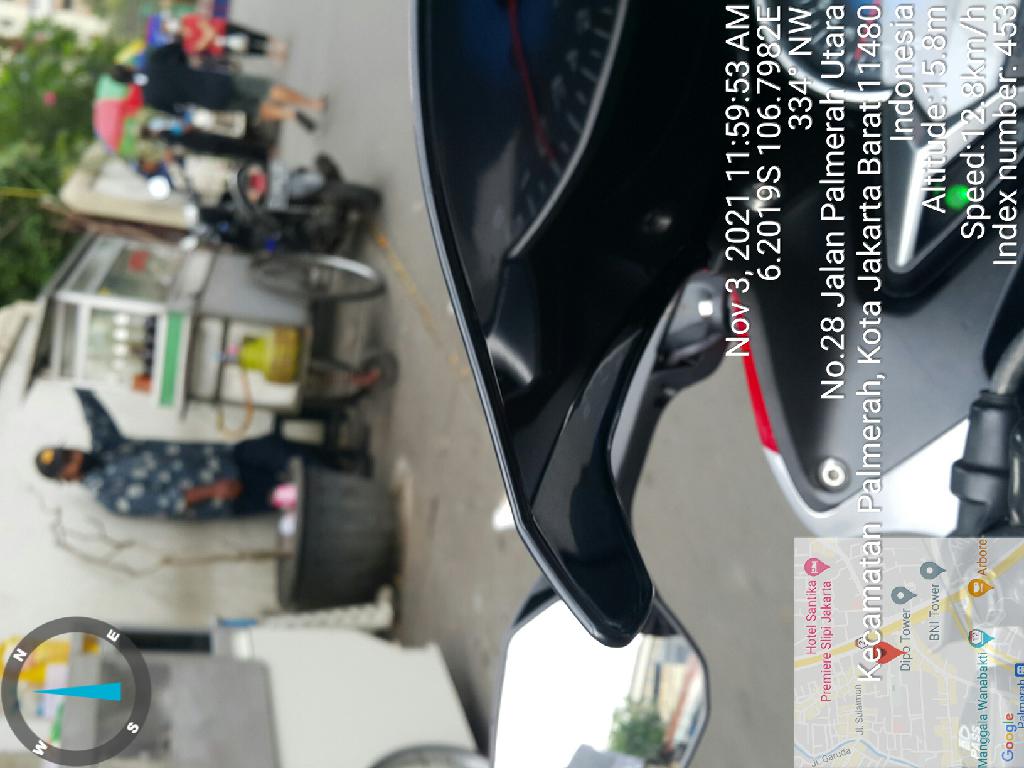 N
W
E
S
Nov 3, 2021 11:59:53 AM
6.2019S 106.7982E
334° NW
No.28 Jalan Palmerah Utara
Kecamatan Palmerah, Kota Jakarta Barat 11480
Indonesia
Altitude:15.8m
Speed:12.8km/h
Index number: 453
Hotel Santika
Premiere Slipi Jakarta
Jl. Sulaiman
Dipo Tower
BNI Tower
Manggala Wanabakti
Arbore
Google
Palmerah